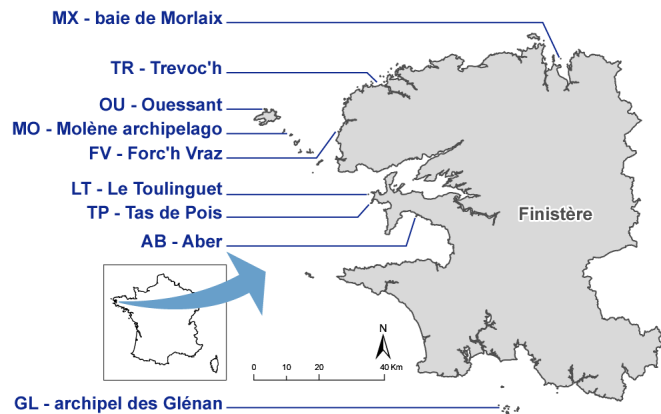 MX - baie de Morlaix
TR - Trevoc'h
OU - Ouessant
MO - Molène archipelago
FV - Forc'h Vraz
LT - Le Toulinguet
TP - Tas de Pois
AB - Aber
Finistère
N
0 10 20 40 Km
GL - archipel des Glénan